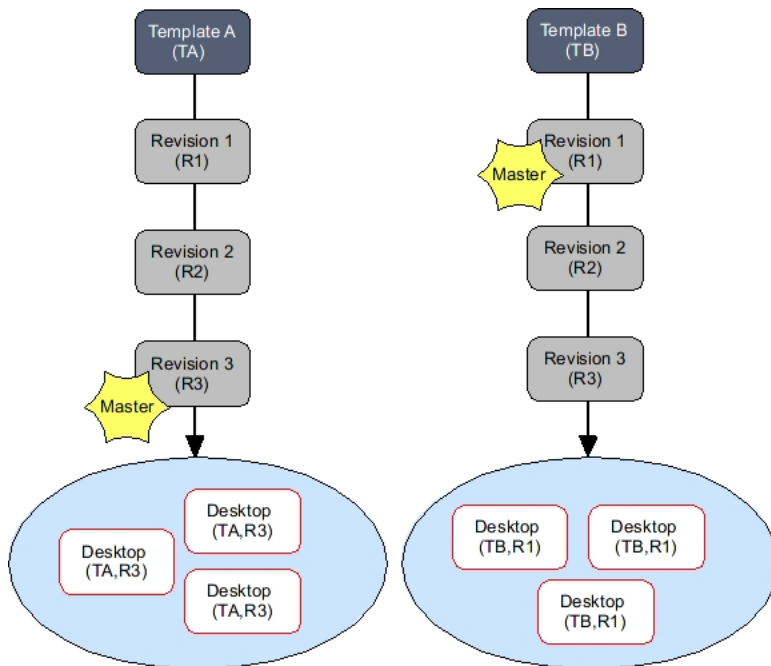 Template A
(TA)
Revision 1
(R1)
Revision 2
(R2)
Revision 3
(R3)
Master
Desktop
(TA,R3)
Desktop
(TA,R3)
Desktop
(TA,R3)
Template B
(TB)
Revision 1
(R1)
Master
Revision 2
(R2)
Revision 3
(R3)
Desktop
(TB,R1)
Desktop
(TB,R1)
Desktop
(TB,R1)